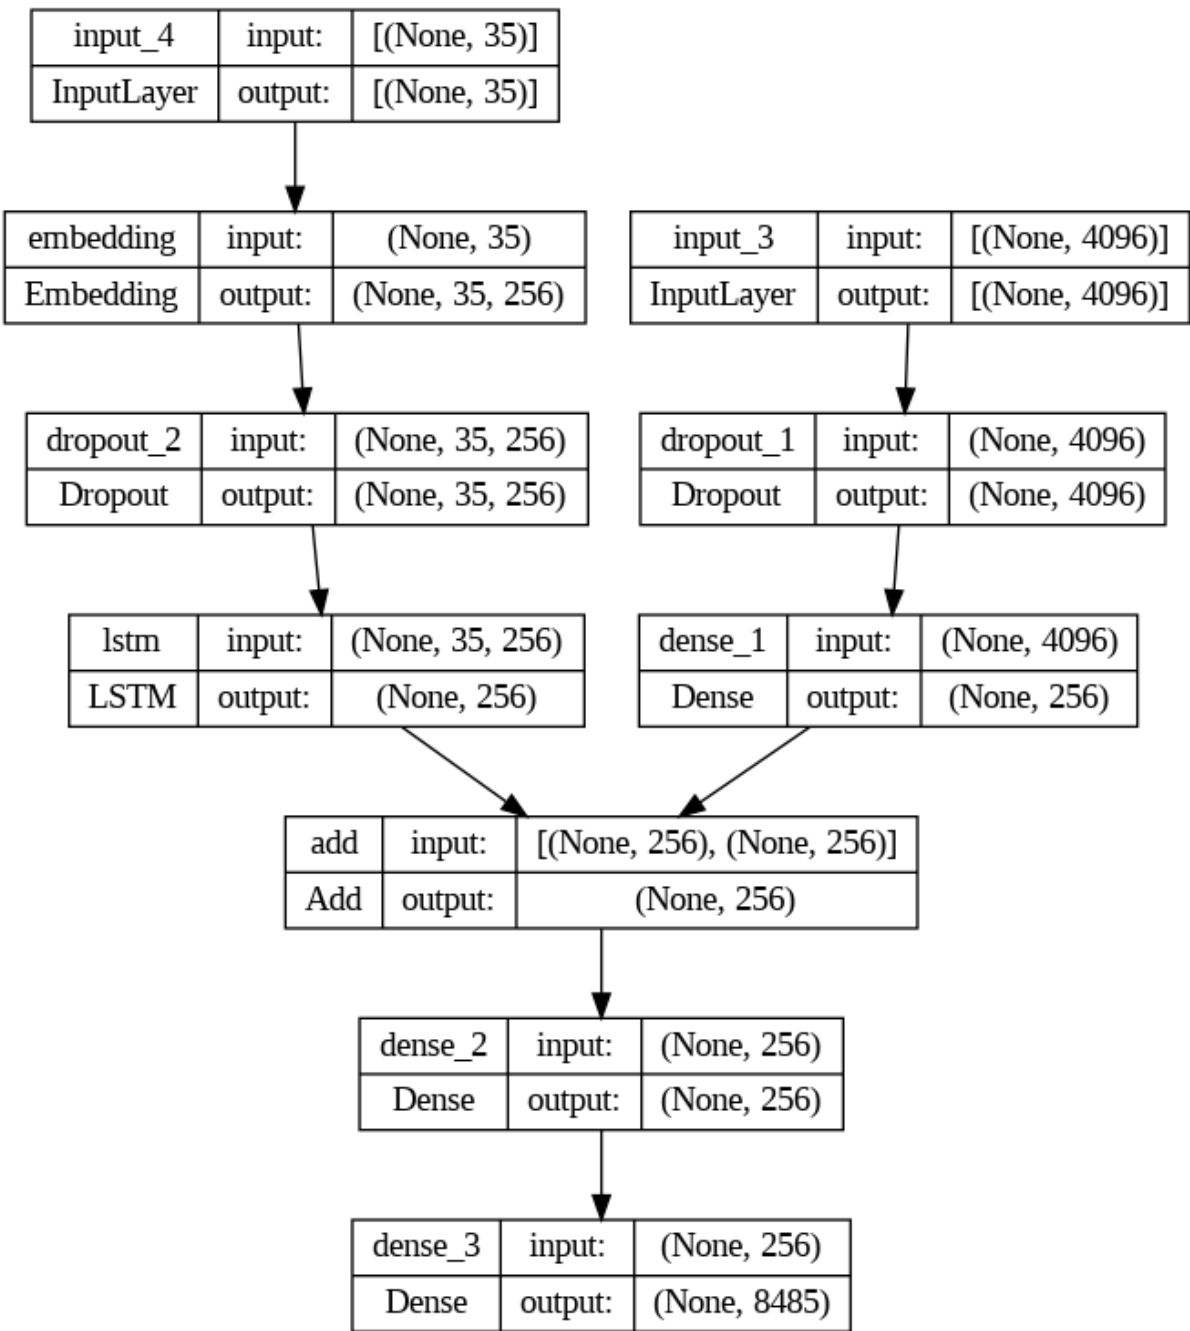 input_4 input: [(None, 35)]
InputLayer output: [(None, 35)]
embedding input: (None, 35)
Embedding output: (None, 35, 256)
input_3 input: [(None, 4096)]
InputLayer output: [(None, 4096)]
dropout_2 input: (None, 35, 256)
Dropout output: (None, 35, 256)
dropout_1 input: (None, 4096)
Dropout output: (None, 4096)
lstm input: (None, 35, 256)
LSTM output: (None, 256)
dense_1 input: (None, 4096)
Dense output: (None, 256)
add input: [(None, 256), (None, 256)]
Add output: (None, 256)
dense_2 input: (None, 256)
Dense output: (None, 256)
dense_3 input: (None, 256)
Dense output: (None, 8485)